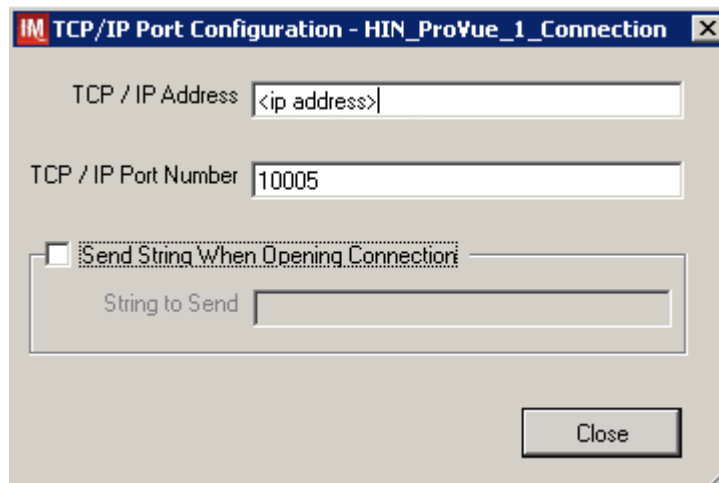 IM TCP/IP Port Configuration - HIN_ProVue_1_Connection
TCP / IP Address <ip address>
TCP / IP Port Number 10005
Send String When Opening Connection
String to Send
Close